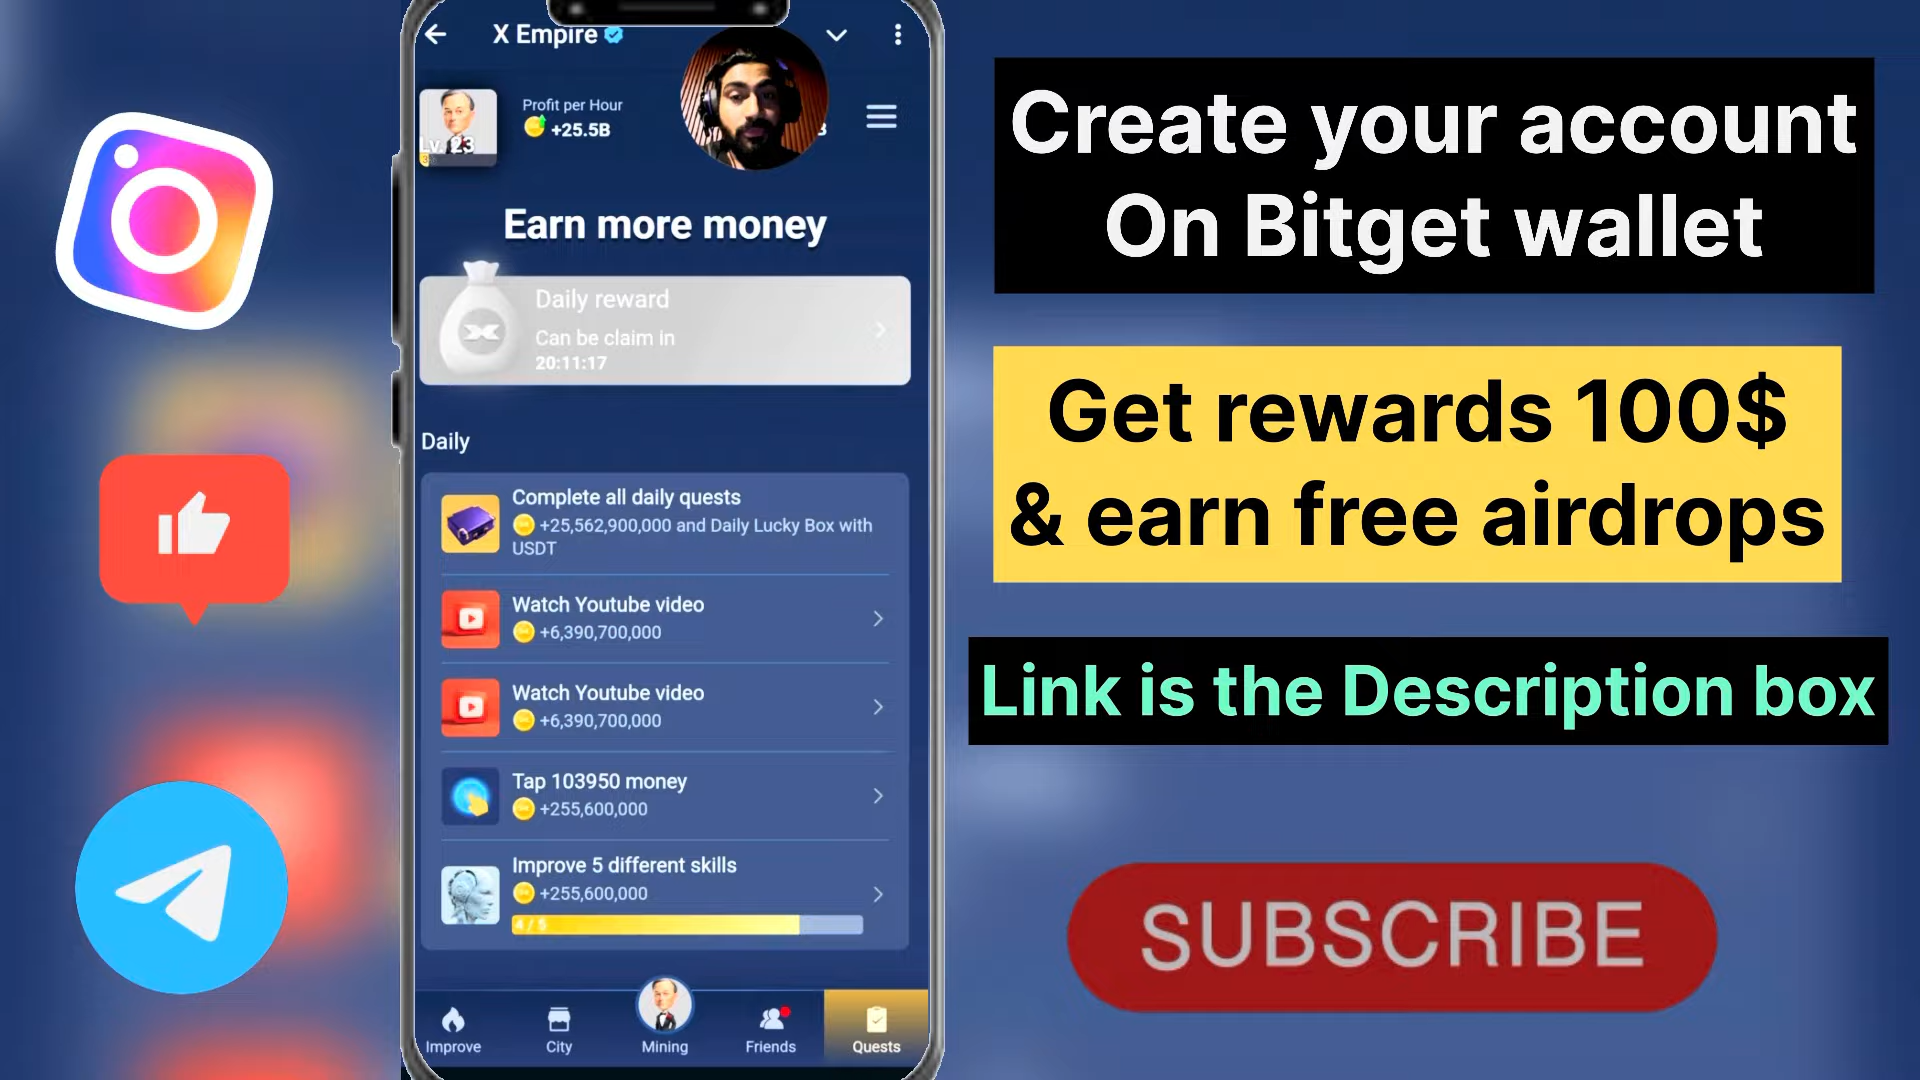 X Empire
Profit per Hour
+25.5B
B
Lv. 23
Earn more money
Daily reward
Can be claim in
20:11:17
Daily
Complete all daily quests
+25,562,900,000 and Daily Lucky Box with
USDT
Watch Youtube video
+6,390,700,000
Watch Youtube video
+6,390,700,000
Tap 103950 money
+255,600,000
Improve 5 different skills
+255,600,000
4 / 5
Improve
City
Mining
Friends
Quests
Create your account
On Bitget wallet
Get rewards 100$
& earn free airdrops
Link is the Description box
SUBSCRIBE